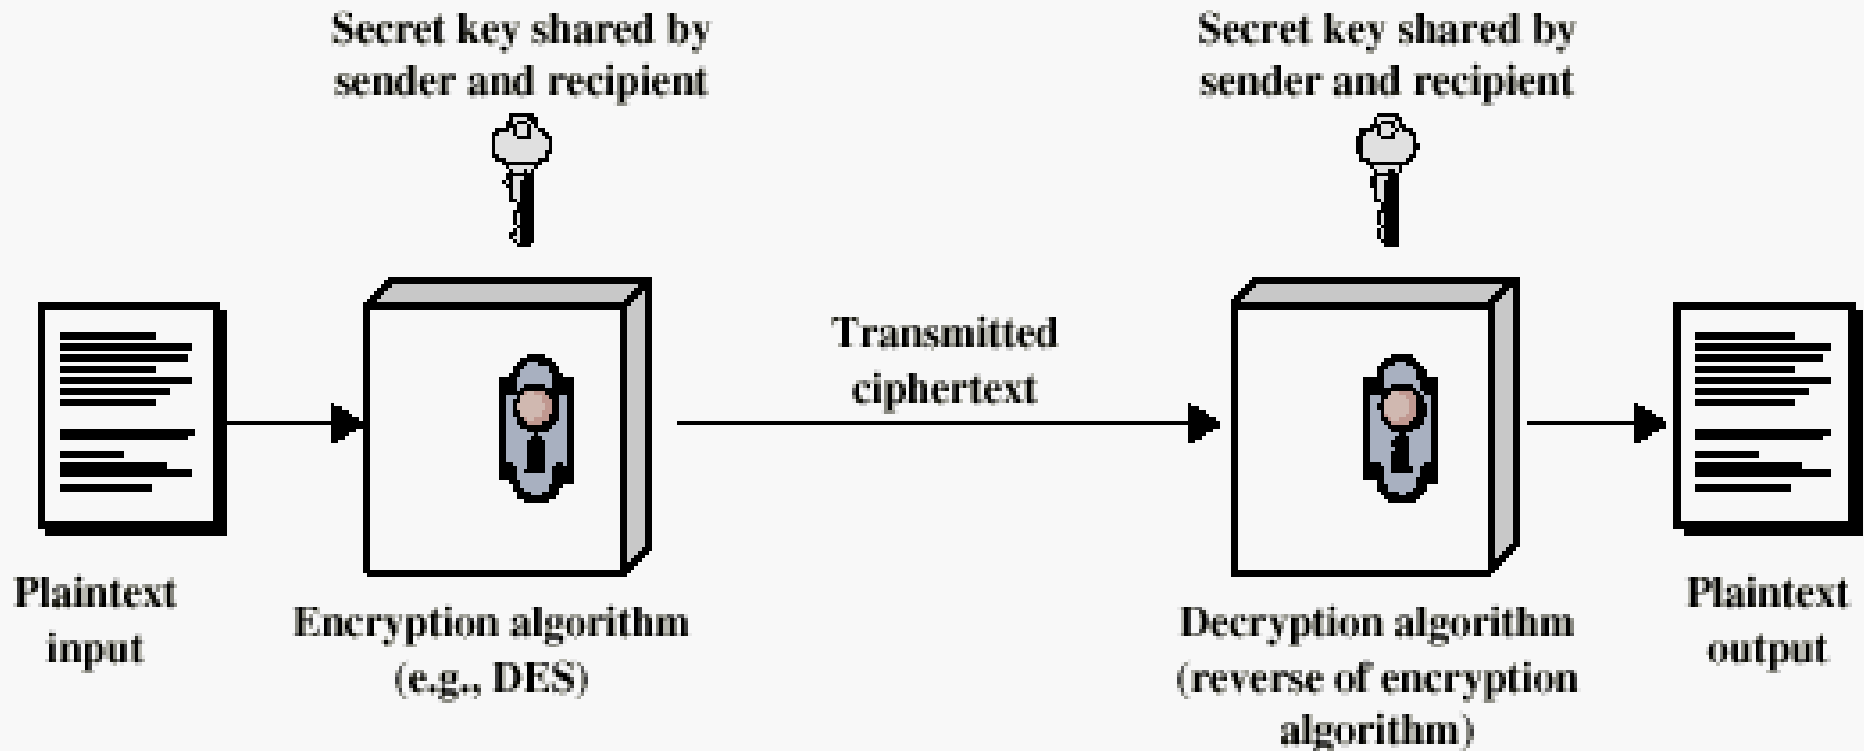 Secret key shared by
sender and recipient
Secret key shared by
sender and recipient
Transmitted
ciphertext
Plaintext
input
Encryption algorithm
(e.g., DES)
Decryption algorithm
(reverse of encryption
algorithm)
Plaintext
output